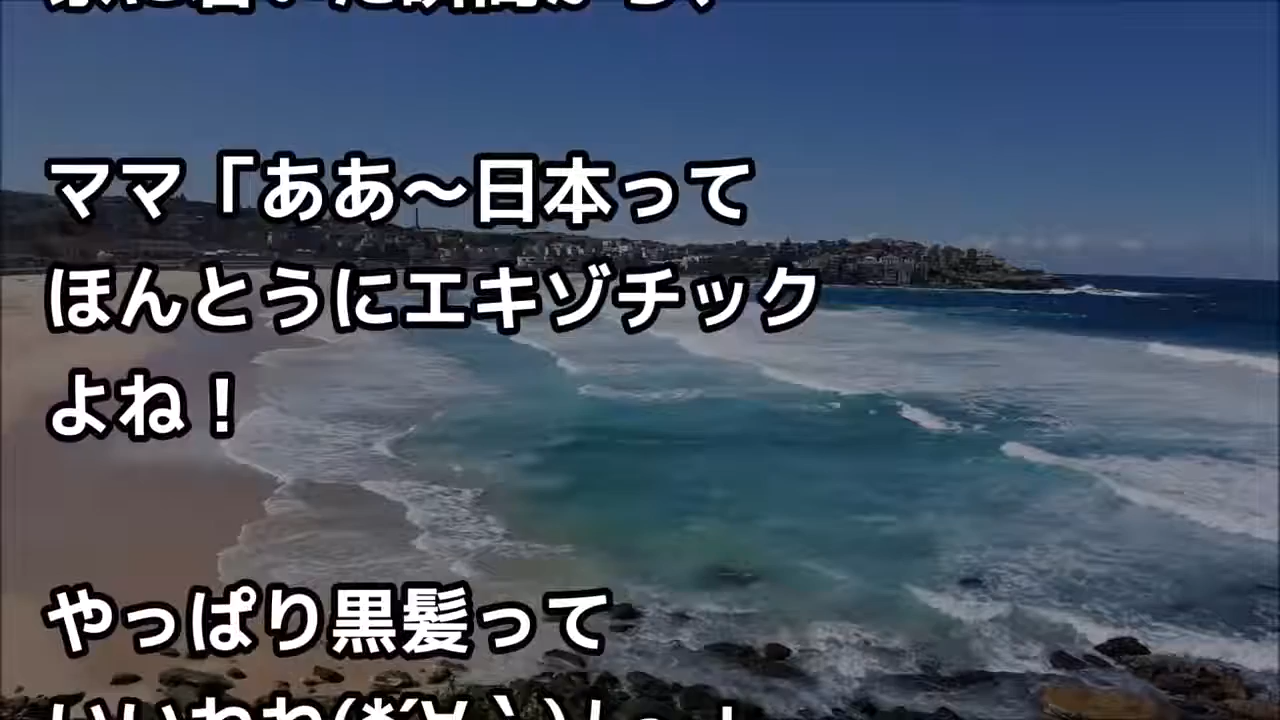 ママ「ああ～日本って
ほんとうにエキゾチック
よね！
やっぱり黒髪って